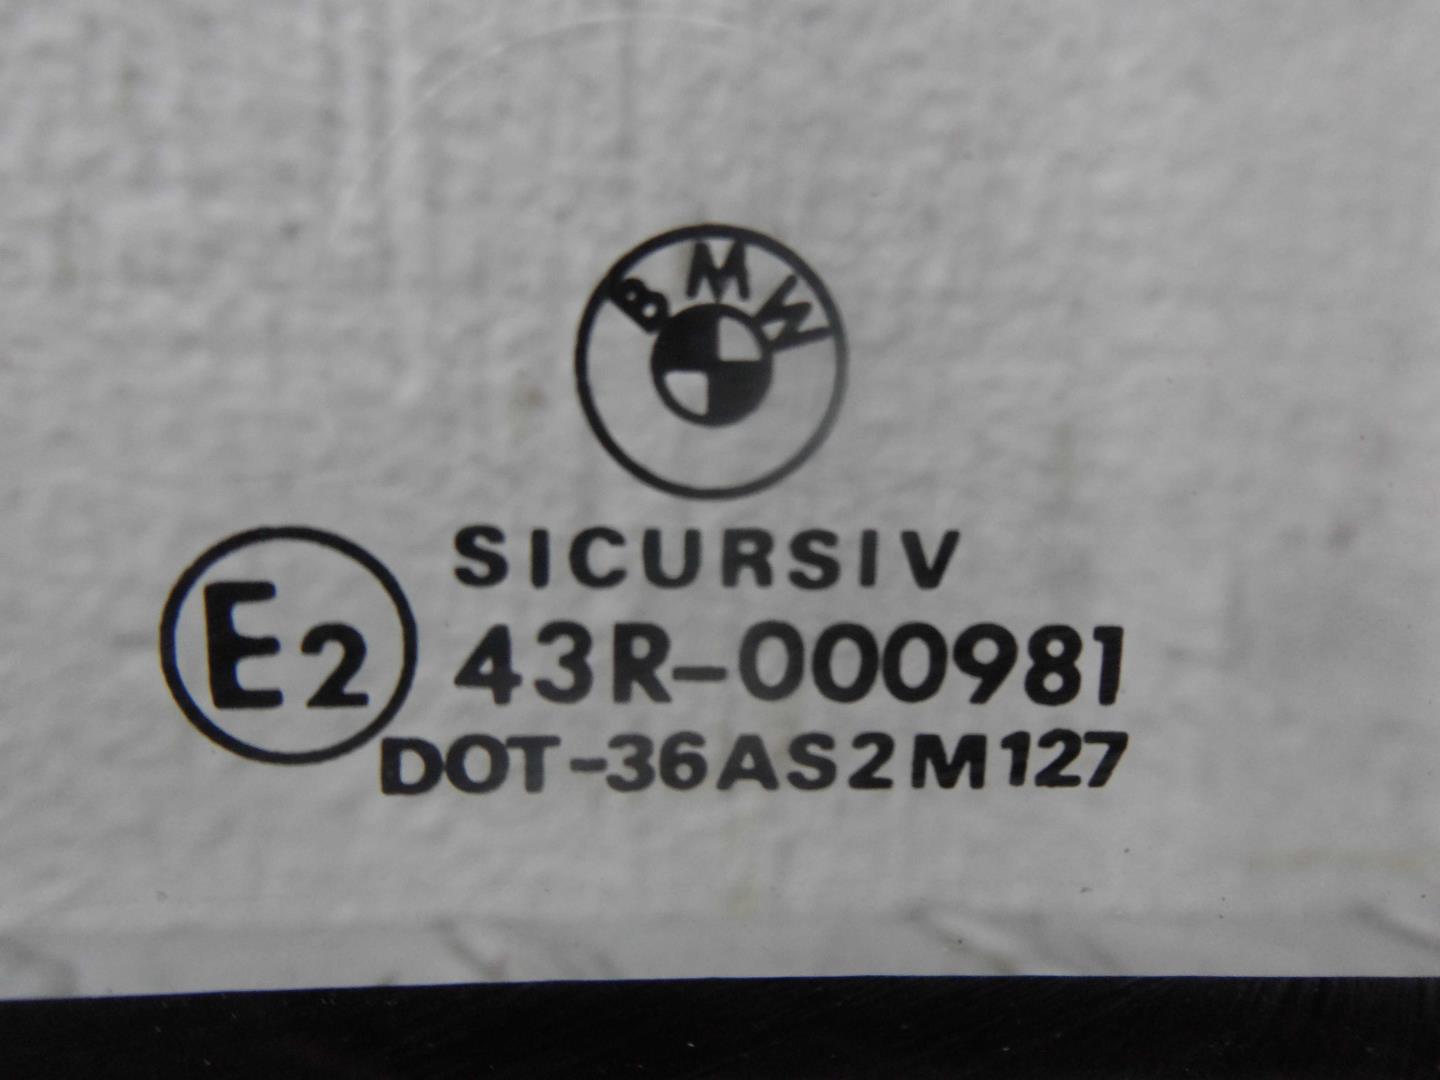 BMW
SICURSIV
E2
43R-000981
DOT-36AS2M127